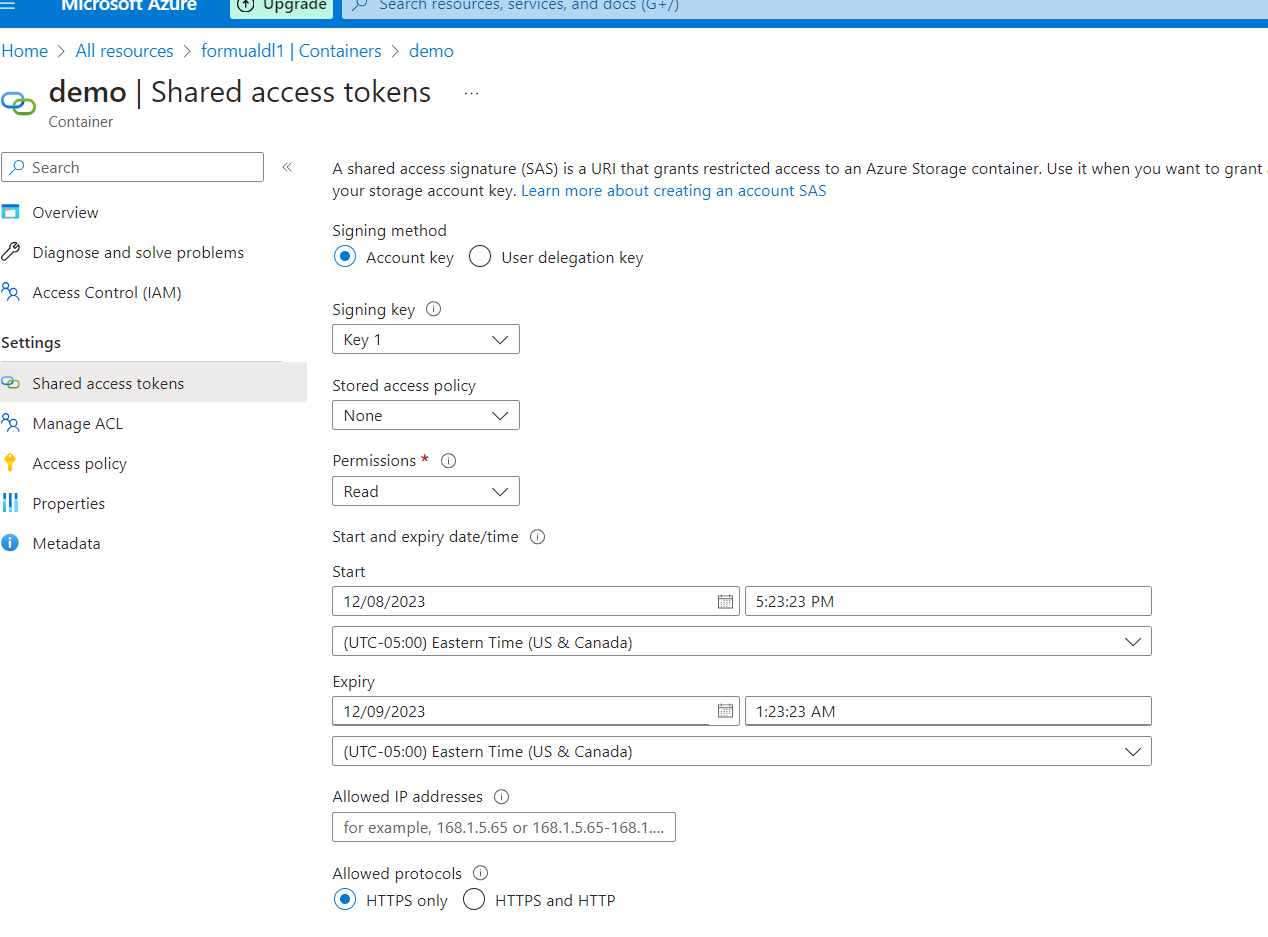 Microsoft Azure
Upgrade
Search resources, services, and docs (G+/)
Home > All resources > formualdl1 | Containers > demo
demo | Shared access tokens ...
Container
Search
«
Overview
Diagnose and solve problems
Access Control (IAM)
Settings
Shared access tokens
Manage ACL
Access policy
Properties
Metadata
A shared access signature (SAS) is a URI that grants restricted access to an Azure Storage container. Use it when you want to grant
your storage account key. Learn more about creating an account SAS
Signing method
Account key User delegation key
Signing key
Key 1
Stored access policy
None
Permissions *
Read
Start and expiry date/time
Start
12/08/2023 5:23:23 PM
(UTC-05:00) Eastern Time (US & Canada)
Expiry
12/09/2023 1:23:23 AM
(UTC-05:00) Eastern Time (US & Canada)
Allowed IP addresses
for example, 168.1.5.65 or 168.1.5.65-168.1....
Allowed protocols
HTTPS only HTTPS and HTTP